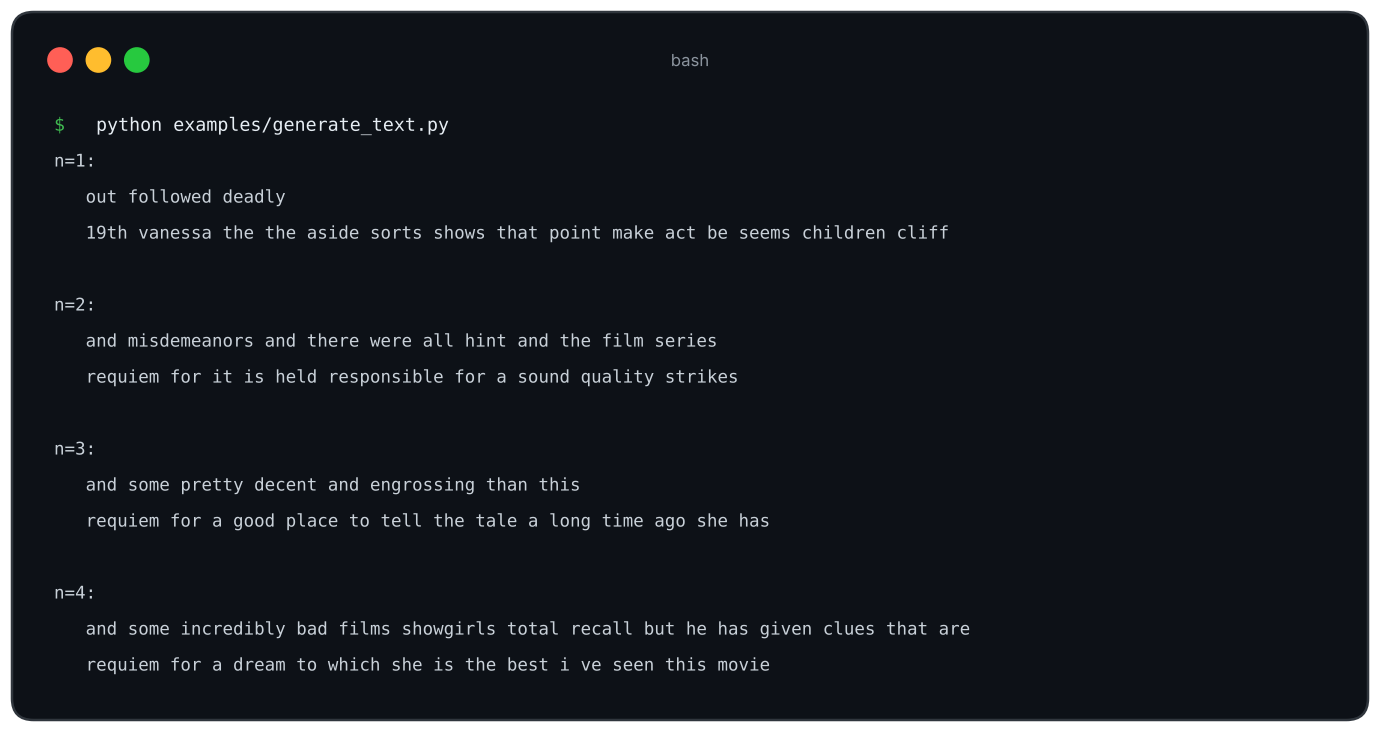 bash
$ python examples/generate_text.py
n=1:
out followed deadly
19th vanessa the the aside sorts shows that point make act be seems children cliff
n=2:
and misdemeanors and there were all hint and the film series
requiem for it is held responsible for a sound quality strikes
n=3:
and some pretty decent and engrossing than this
requiem for a good place to tell the tale a long time ago she has
n=4:
and some incredibly bad films showgirls total recall but he has given clues that are
requiem for a dream to which she is the best i ve seen this movie